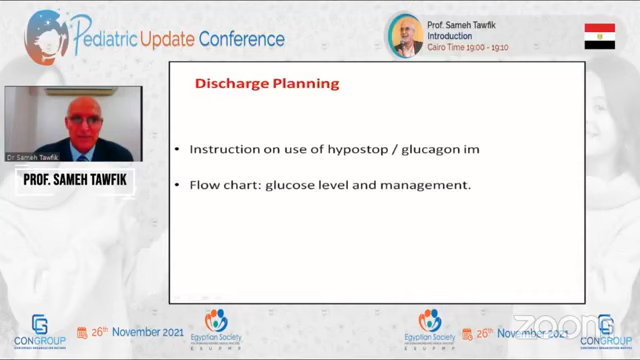 Pediatric Update Conference
Prof. Sameh Tawfik
Introduction
Cairo Time 19:00 - 19:10
Discharge Planning
Dr Sameh Tawfik
PROF. SAMEH TAWFIK
• Instruction on use of hypostop / glucagon im
• Flow chart: glucose level and management.
zoom
CONGROUP
26th November 2021
Egyptian Society
Egyptian Society
26th November 2021
CONGROUP